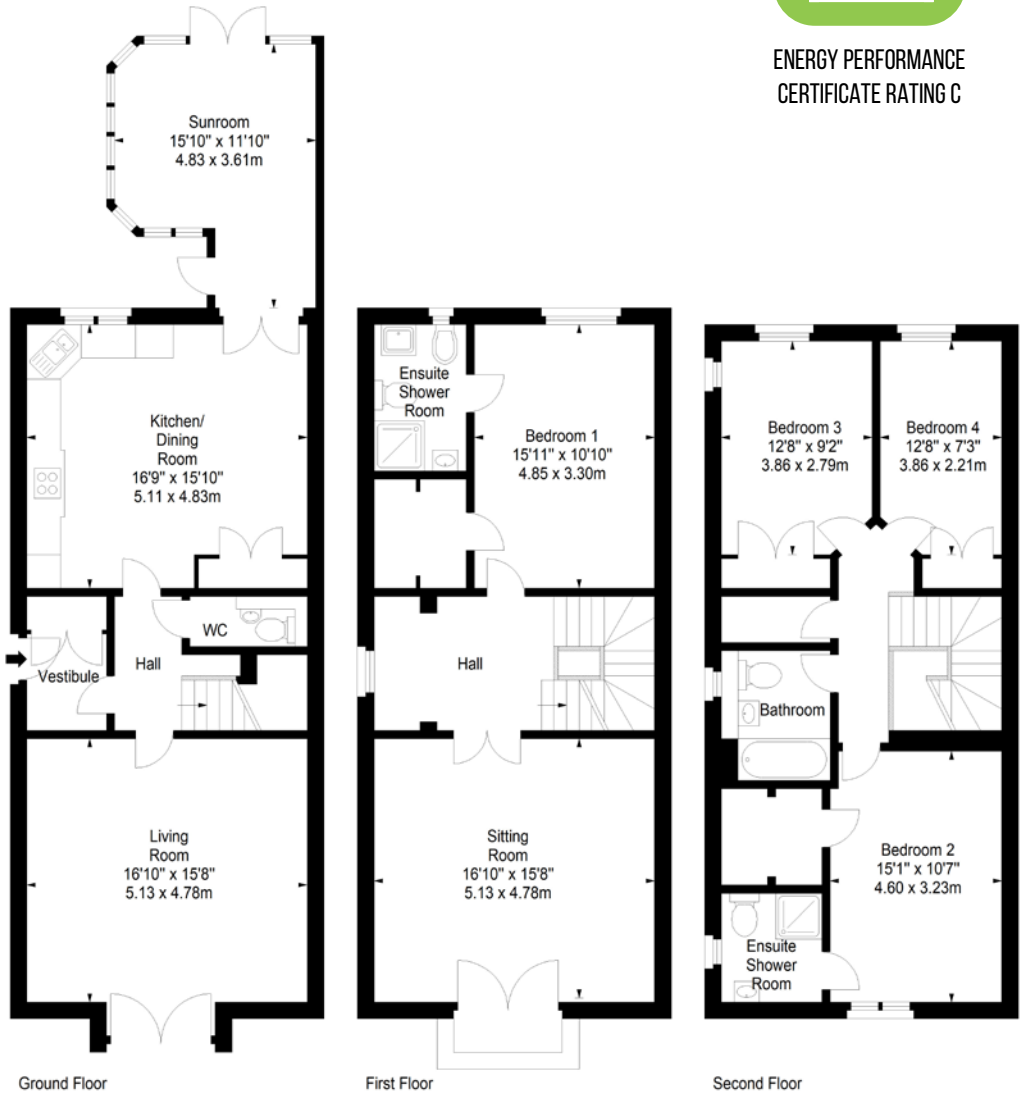 ENERGY PERFORMANCE
CERTIFICATE RATING C
Sunroom
15'10" x 11'10"
4.83 x 3.61m
Kitchen/
Dining
Room
16'9" x 15'10"
5.11 x 4.83m
WC
Hall
Vestibule
Living
Room
16'10" x 15'8"
5.13 x 4.78m
Ground Floor
Ensuite
Shower
Room
Bedroom 1
15'11" x 10'10"
4.85 x 3.30m
Hall
Sitting
Room
16'10" x 15'8"
5.13 x 4.78m
First Floor
Bedroom 3
12'8" x 9'2"
3.86 x 2.79m
Bedroom 4
12'8" x 7'3"
3.86 x 2.21m
Bathroom
Bedroom 2
15'1" x 10'7"
4.60 x 3.23m
Ensuite
Shower
Room
Second Floor